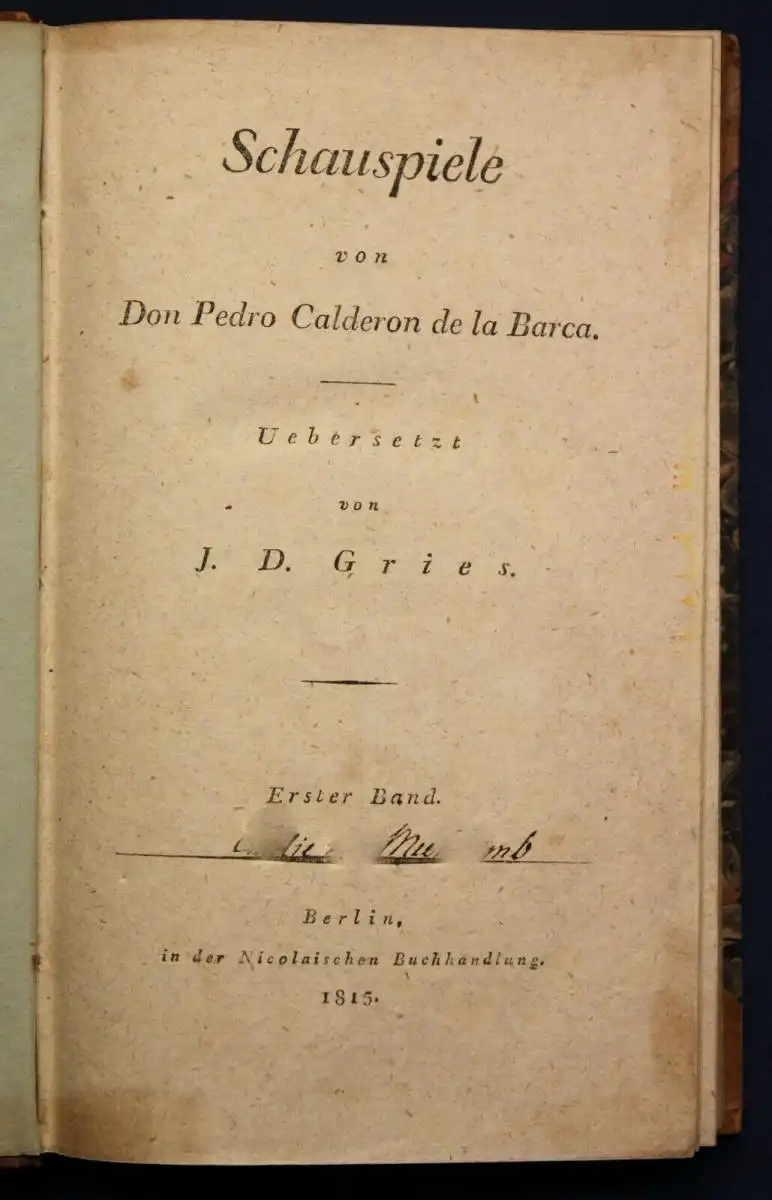 Schauspiele
von
Don Pedro Calderon de la Barca.
Uebersetzt
von
J. D. Gries.
Erster Band.
Berlin,
in der Nicolaischen Buchhandlung.
1815.